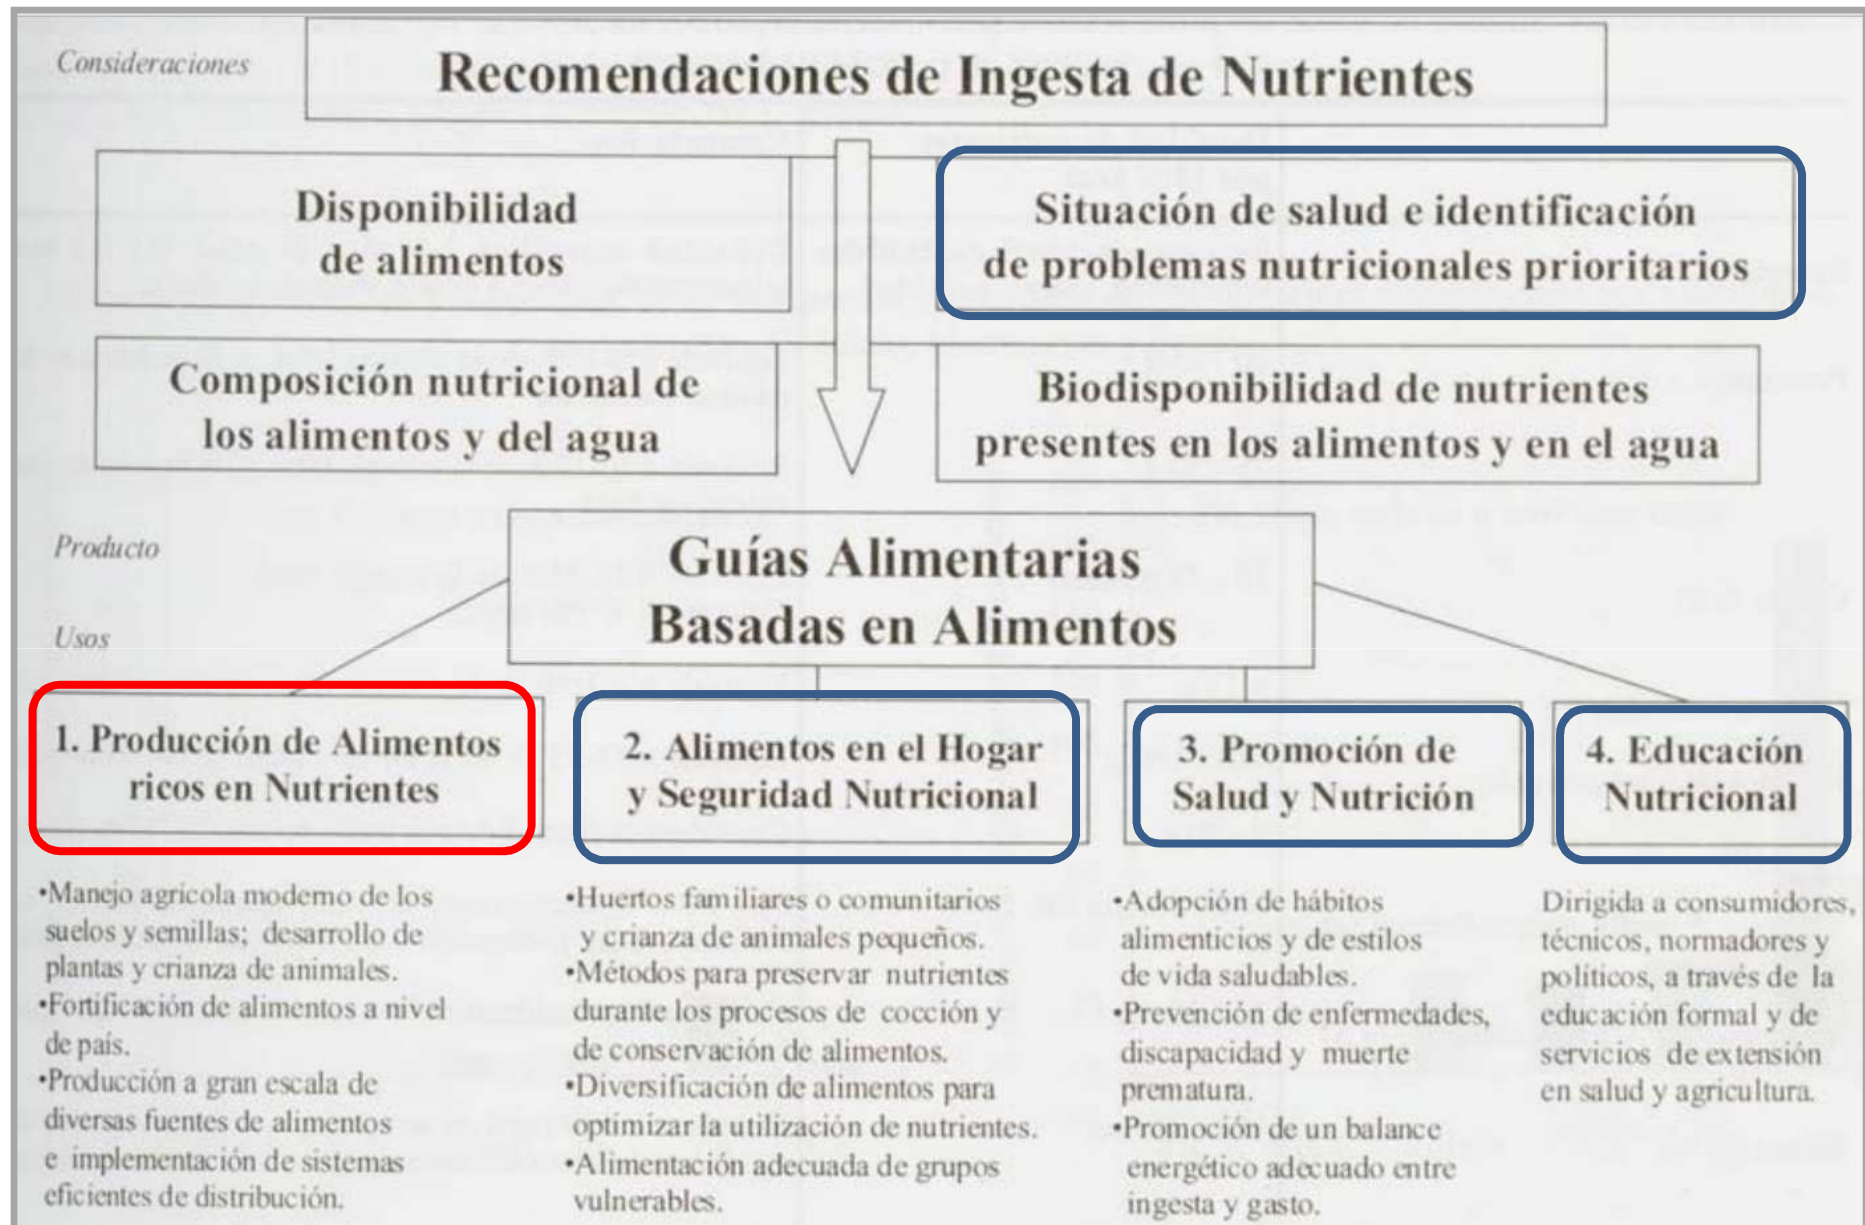 Consideraciones
Recomendaciones de Ingesta de Nutrientes
Disponibilidad
de alimentos
Situación de salud e identificación
de problemas nutricionales prioritarios
Composición nutricional de
los alimentos y del agua
Biodisponibilidad de nutrientes
presentes en los alimentos y en el agua
Producto
Guías Alimentarias
Basadas en Alimentos
Usos
1. Producción de Alimentos
ricos en Nutrientes
2. Alimentos en el Hogar
y Seguridad Nutricional
3. Promoción de
Salud y Nutrición
4. Educación
Nutricional
•Manejo agrícola moderno de los
suelos y semillas; desarrollo de
plantas y crianza de animales.
•Fortificación de alimentos a nivel
de país.
•Producción a gran escala de
diversas fuentes de alimentos
e implementación de sistemas
eficientes de distribución.
•Huertos familiares o comunitarios
y crianza de animales pequeños.
•Métodos para preservar nutrientes
durante los procesos de cocción y
de conservación de alimentos.
•Diversificación de alimentos para
optimizar la utilización de nutrientes.
•Alimentación adecuada de grupos
vulnerables.
•Adopción de hábitos
alimenticios y de estilos
de vida saludables.
•Prevención de enfermedades,
discapacidad y muerte
prematura.
•Promoción de un balance
energético adecuado entre
ingesta y gasto.
Dirigida a consumidores,
técnicos, normadores y
políticos, a través de la
educación formal y de
servicios de extensión
en salud y agricultura.